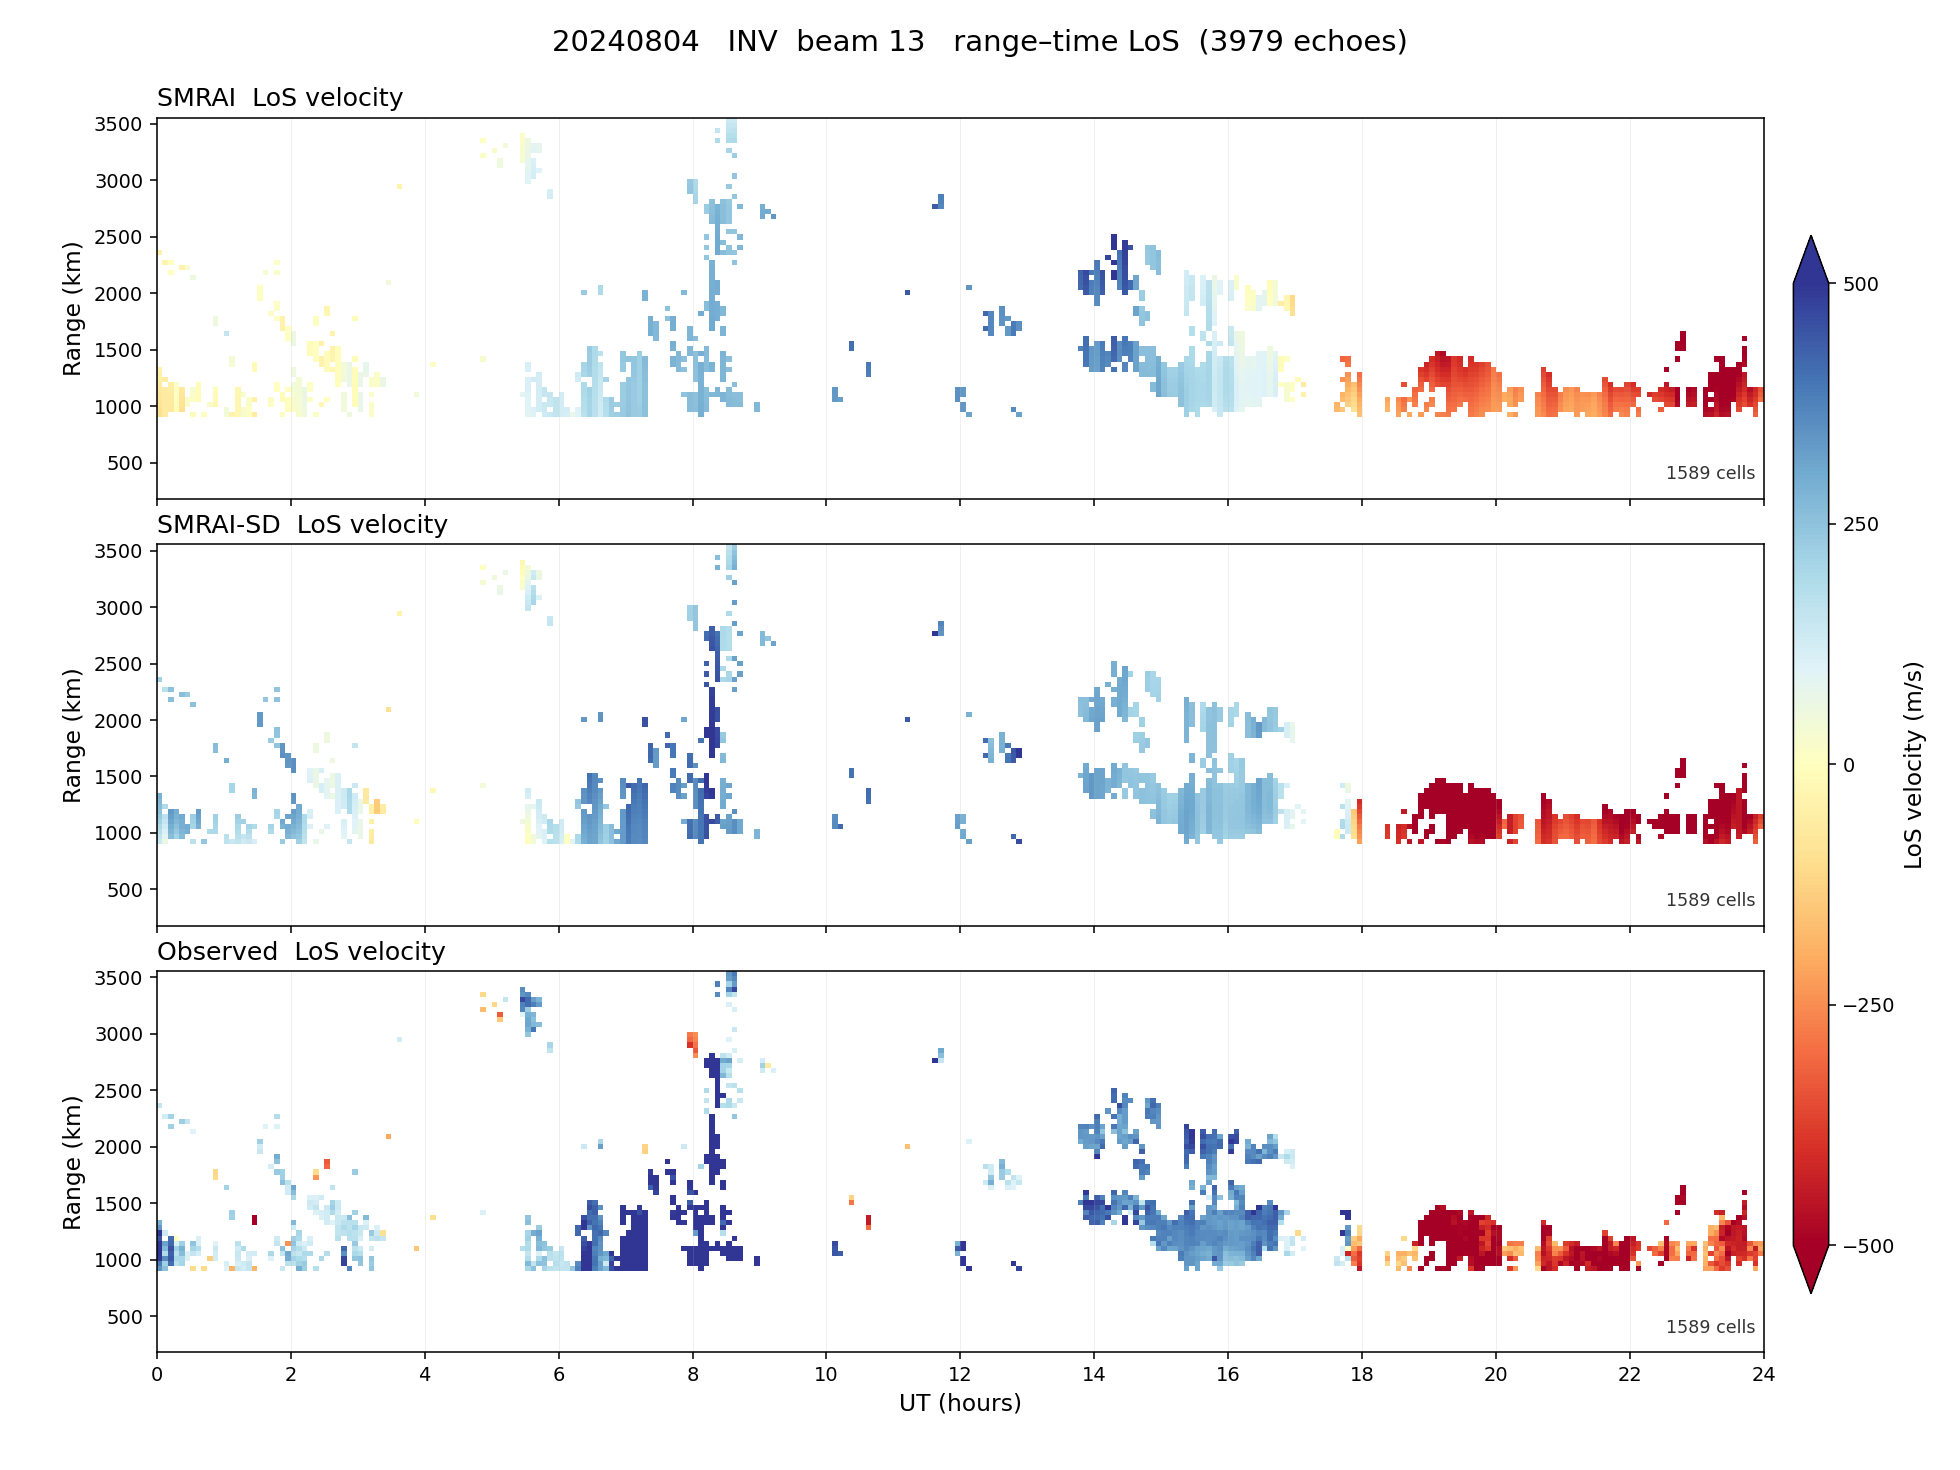 20240804   INV  beam 13   range–time LoS  (3979 echoes)
SMRAI  LoS velocity
3500
3000
2500
2000
1500
1000
500
Range (km)
1589 cells
SMRAI-SD  LoS velocity
3500
3000
2500
2000
1500
1000
500
Range (km)
1589 cells
Observed  LoS velocity
3500
3000
2500
2000
1500
1000
500
Range (km)
1589 cells
0 2 4 6 8 10 12 14 16 18 20 22 24
UT (hours)
500
250
0
−250
−500
LoS velocity (m/s)